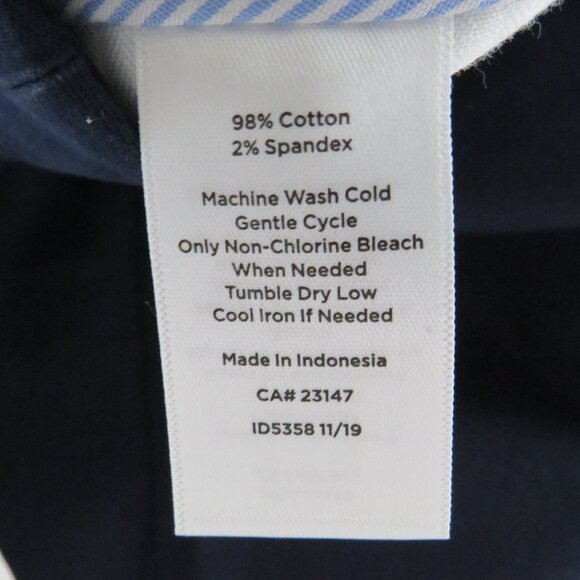 98% Cotton
2% Spandex
Machine Wash Cold
Gentle Cycle
Only Non-Chlorine Bleach
When Needed
Tumble Dry Low
Cool Iron If Needed
Made In Indonesia
CA# 23147
ID5358 11/19